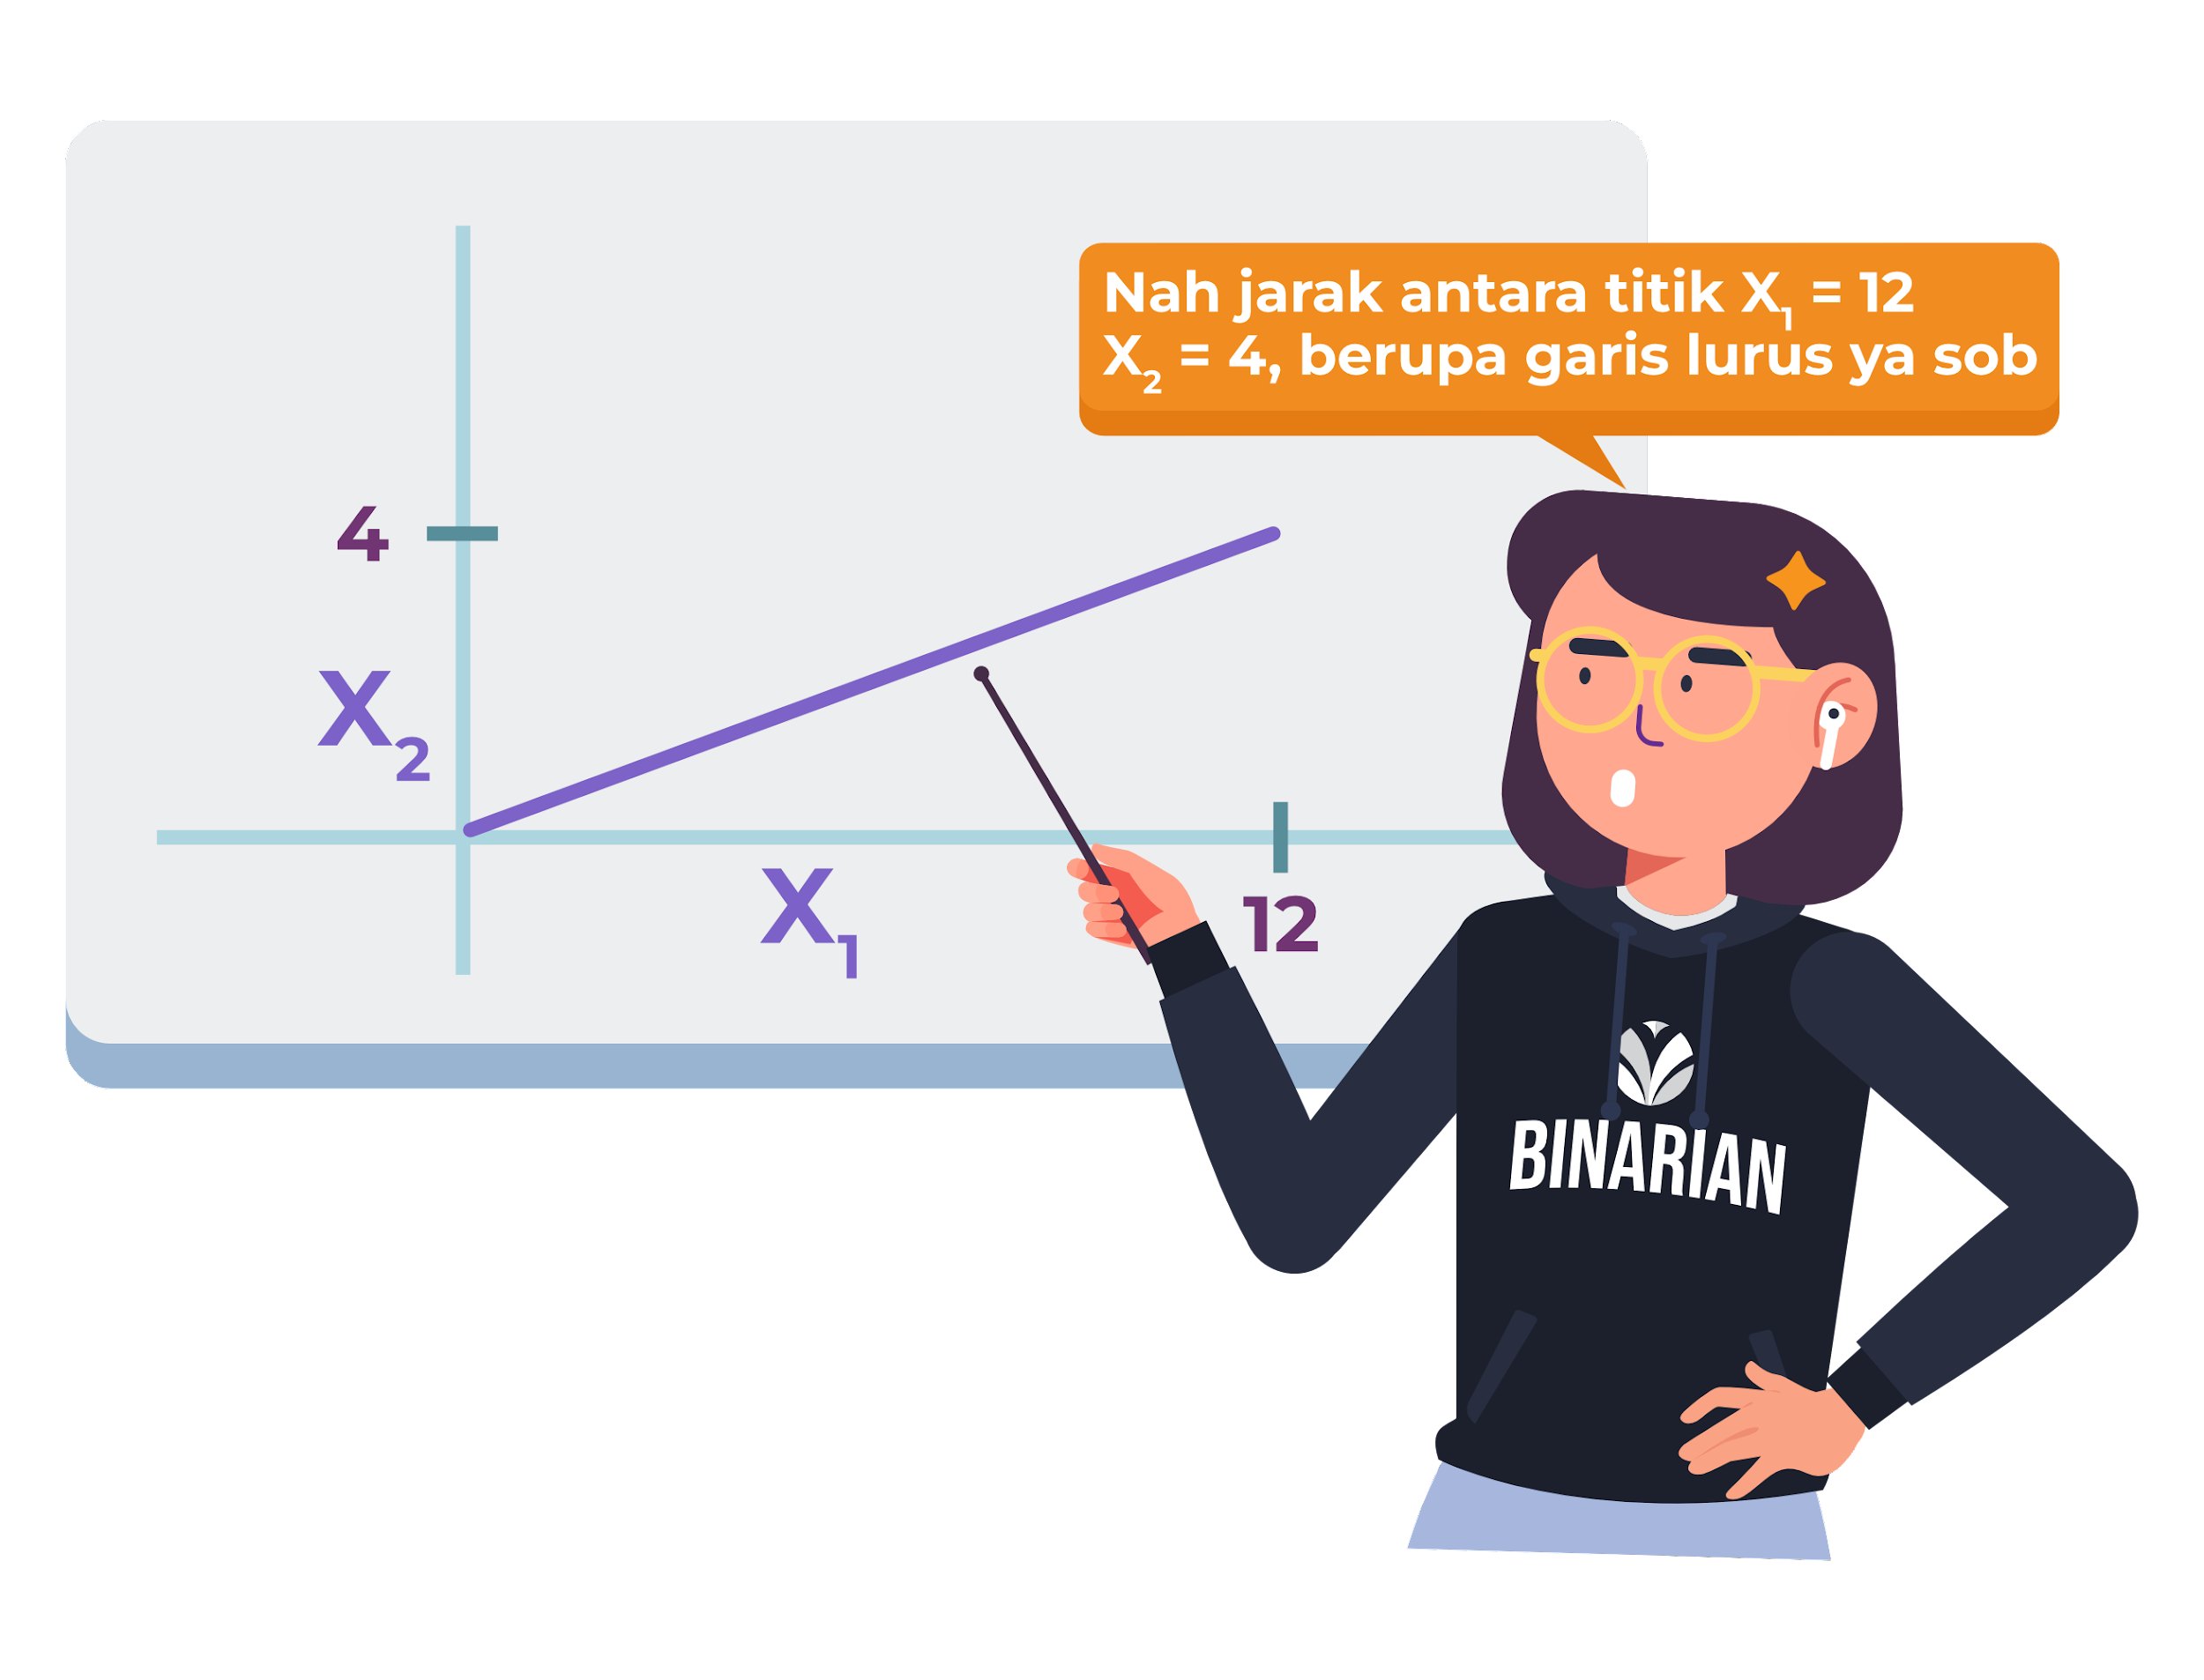 Nah jarak antara titik X₁ = 12
X₂ = 4, berupa garis lurus ya sob
4
X₂
X₁
12
BINARIAN